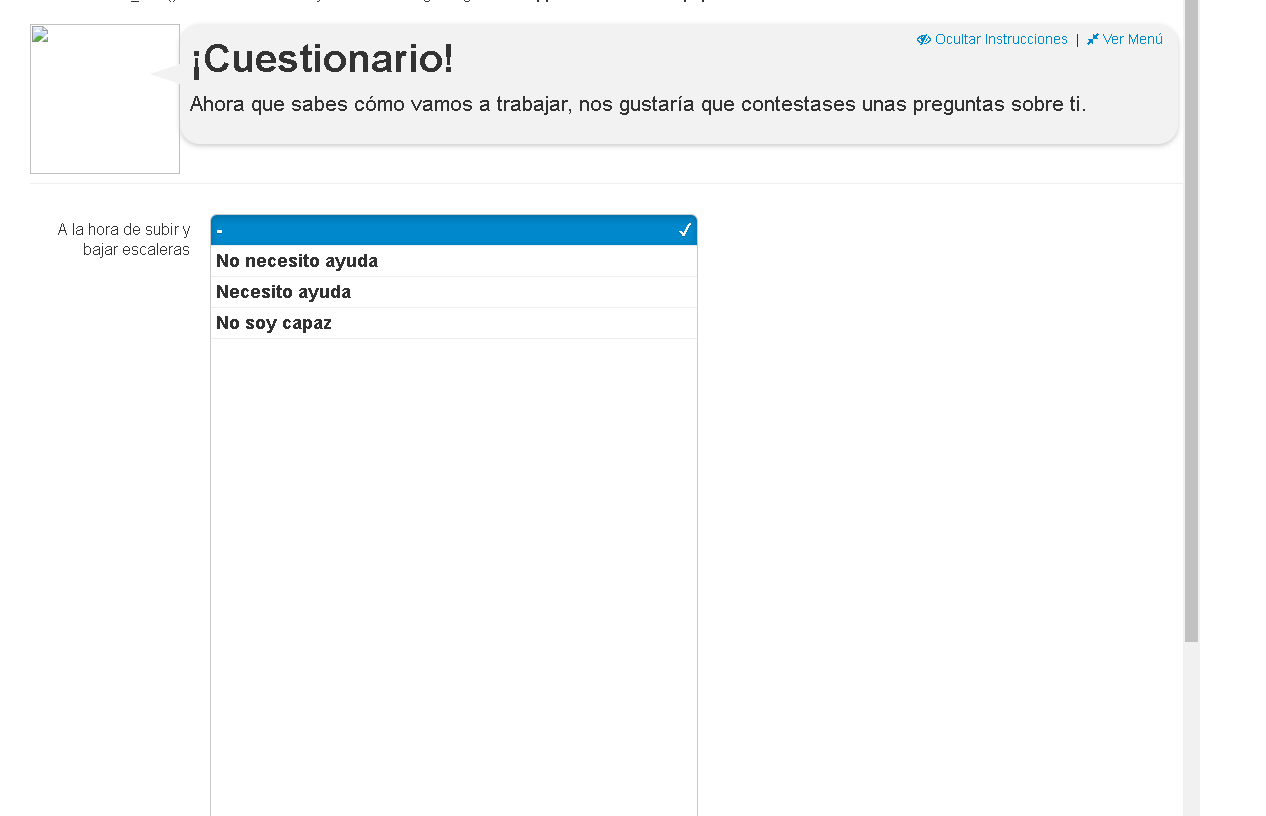 Ocultar Instrucciones | Ver Menú
¡Cuestionario!
Ahora que sabes cómo vamos a trabajar, nos gustaría que contestases unas preguntas sobre ti.
A la hora de subir y
bajar escaleras
-
No necesito ayuda
Necesito ayuda
No soy capaz